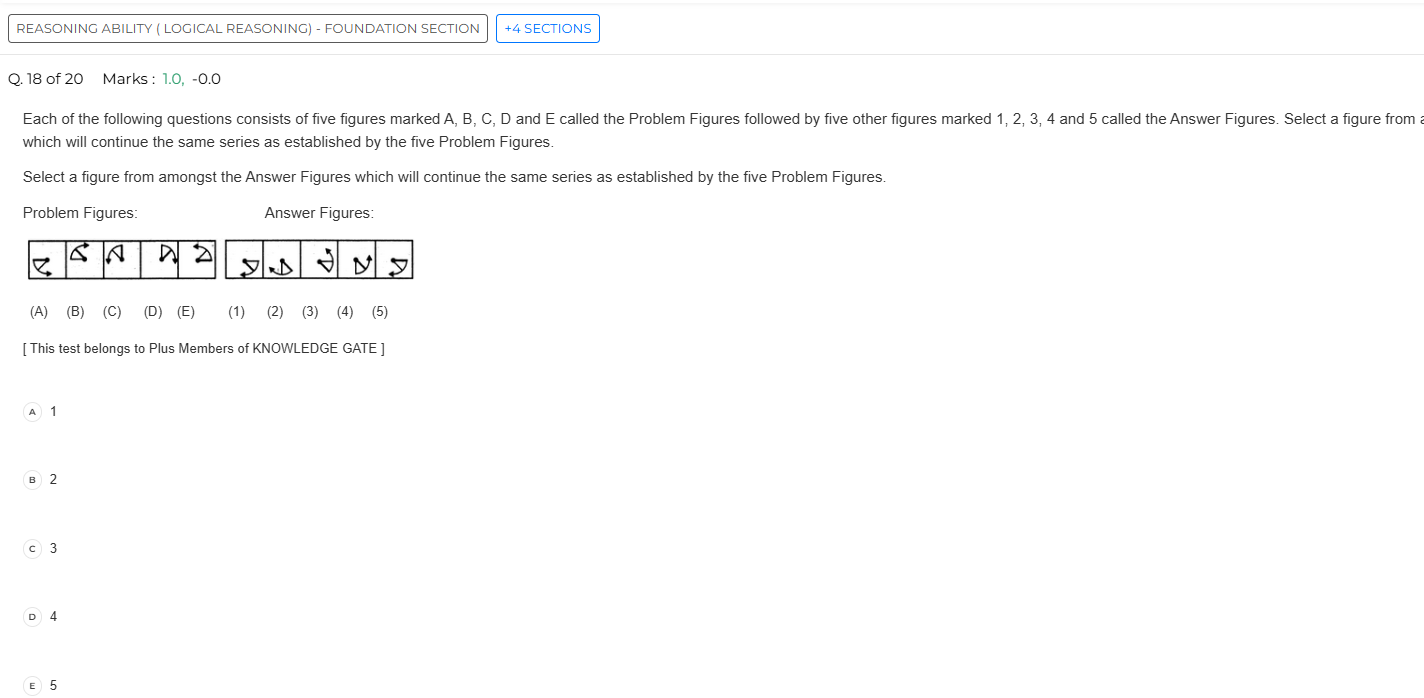 REASONING ABILITY ( LOGICAL REASONING) - FOUNDATION SECTION
+4 SECTIONS
Q. 18 of 20 Marks : 1.0, -0.0
Each of the following questions consists of five figures marked A, B, C, D and E called the Problem Figures followed by five other figures marked 1, 2, 3, 4 and 5 called the Answer Figures. Select a figure from
which will continue the same series as established by the five Problem Figures.
Select a figure from amongst the Answer Figures which will continue the same series as established by the five Problem Figures.
Problem Figures: Answer Figures:
(A) (B) (C) (D) (E) (1) (2) (3) (4) (5)
[ This test belongs to Plus Members of KNOWLEDGE GATE ]
A 1
B 2
C 3
D 4
E 5